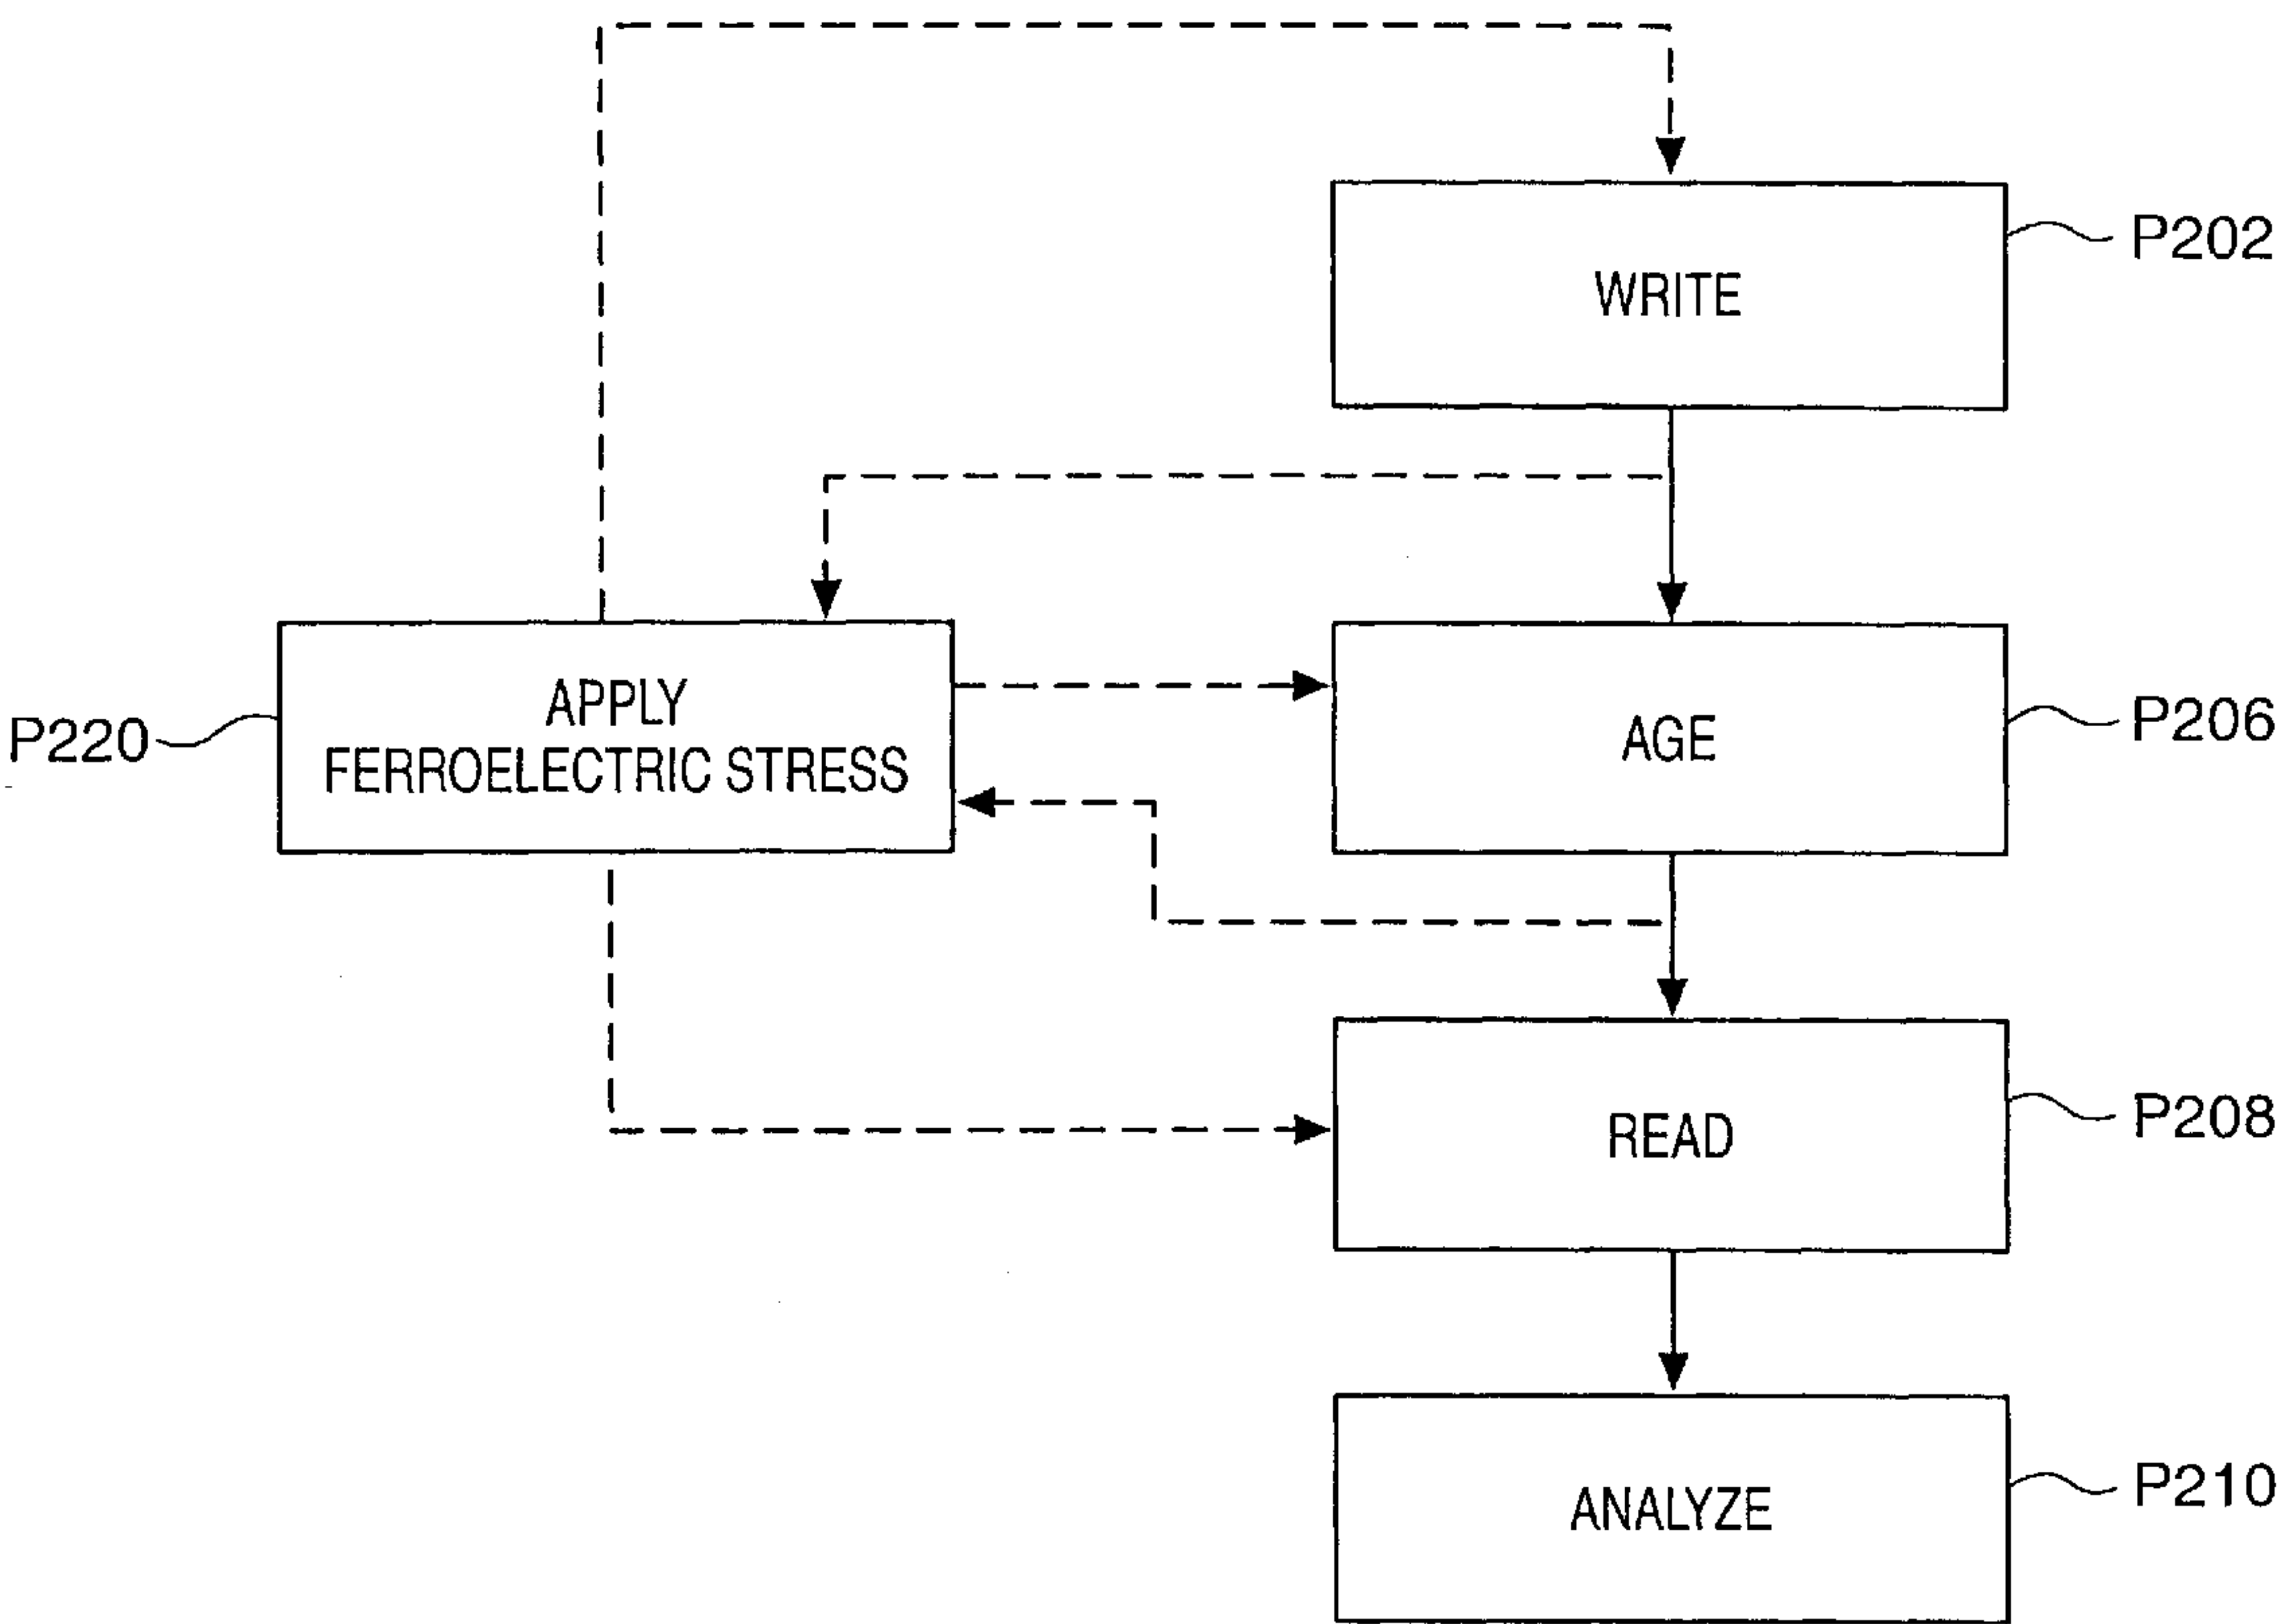 WRITE
P202
APPLY
FERROELECTRIC STRESS
P220
AGE
P206
READ
P208
ANALYZE
P210